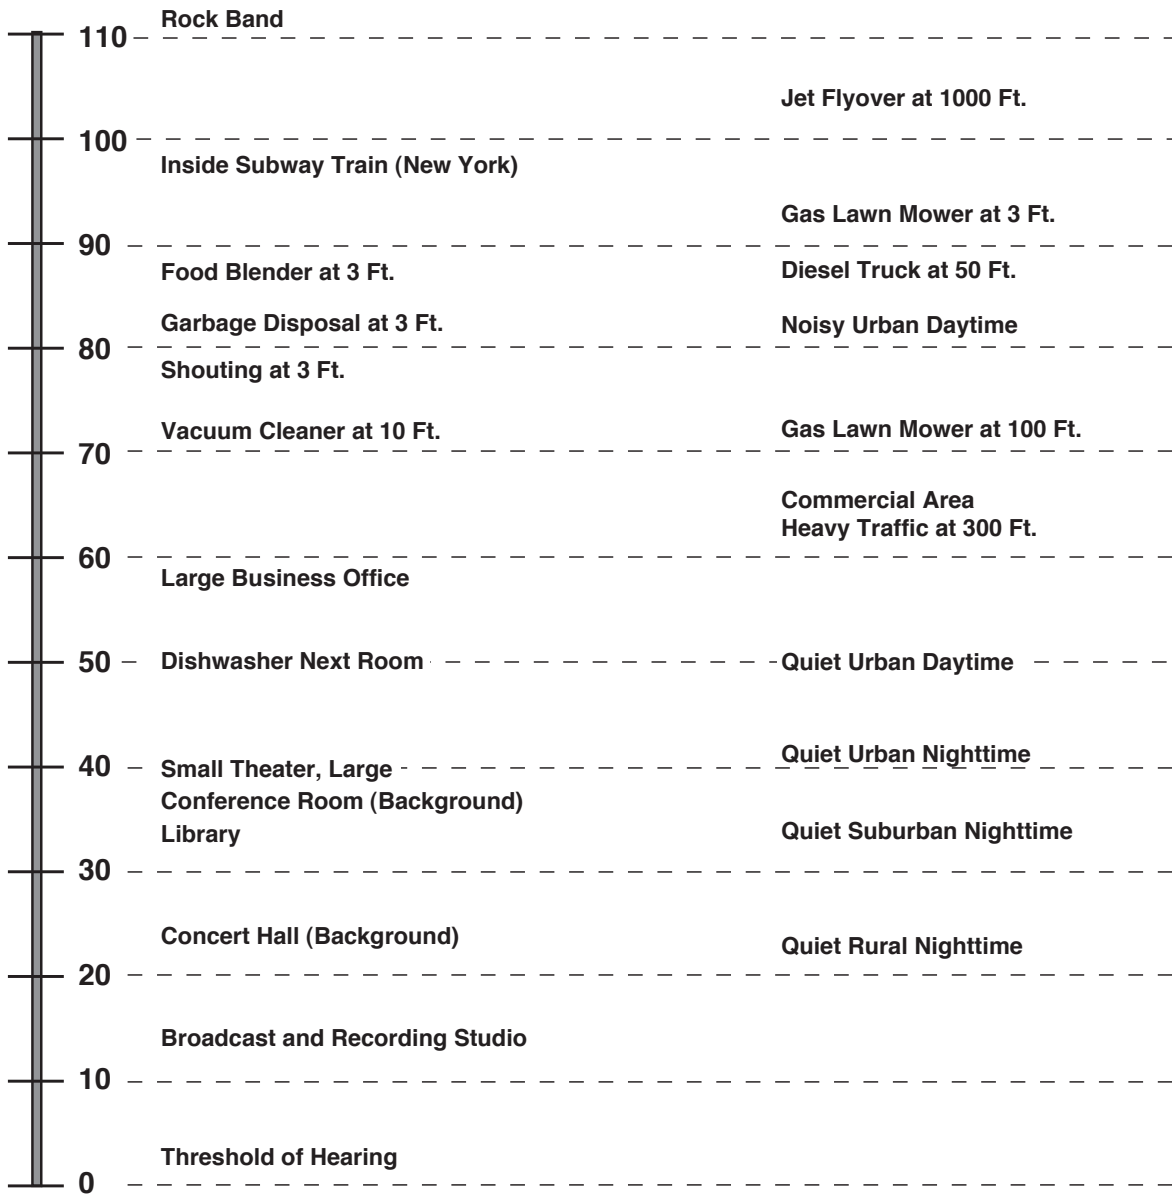 Rock Band
110
Jet Flyover at 1000 Ft.
100
Inside Subway Train (New York)
Gas Lawn Mower at 3 Ft.
90
Food Blender at 3 Ft.
Diesel Truck at 50 Ft.
Garbage Disposal at 3 Ft.
Noisy Urban Daytime
80
Shouting at 3 Ft.
Vacuum Cleaner at 10 Ft.
Gas Lawn Mower at 100 Ft.
70
Commercial Area
Heavy Traffic at 300 Ft.
60
Large Business Office
50
Dishwasher Next Room
Quiet Urban Daytime
Quiet Urban Nighttime
40
Small Theater, Large
Conference Room (Background)
Library
Quiet Suburban Nighttime
30
Concert Hall (Background)
Quiet Rural Nighttime
20
Broadcast and Recording Studio
10
Threshold of Hearing
0